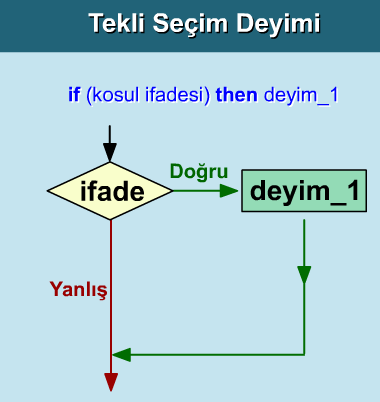 Tekli Seçim Deyimi
if (kosul ifadesi) then deyim_1
Doğru
ifade
deyim_1
Yanlış